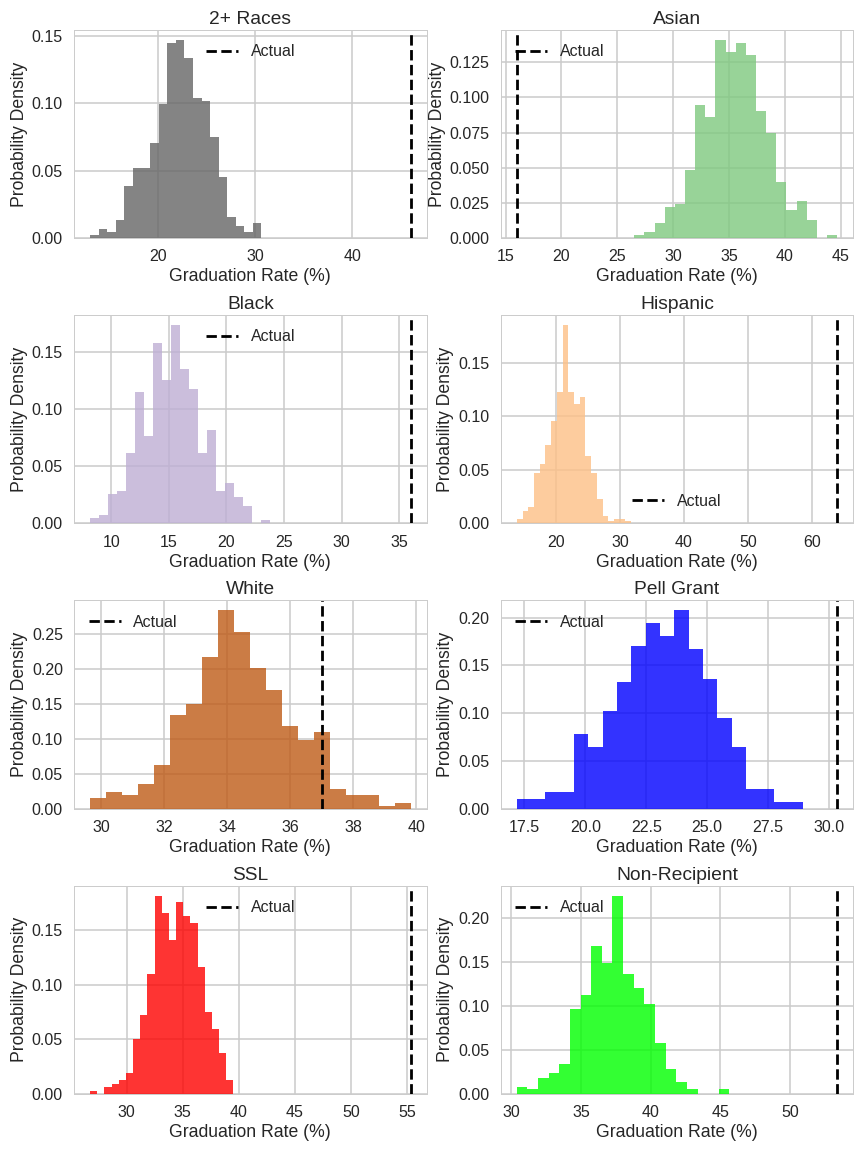 2+ Races
Probability Density
0.15
0.10
0.05
0.00
Actual
20
30
40
Graduation Rate (%)
Asian
Probability Density
0.125
0.100
0.075
0.050
0.025
0.000
Actual
15
20
25
30
35
40
45
Graduation Rate (%)
Black
Probability Density
0.15
0.10
0.05
0.00
Actual
10
15
20
25
30
35
Graduation Rate (%)
Hispanic
Probability Density
0.15
0.10
0.05
0.00
Actual
20
30
40
50
60
Graduation Rate (%)
White
Probability Density
0.25
0.20
0.15
0.10
0.05
0.00
Actual
30
32
34
36
38
40
Graduation Rate (%)
Pell Grant
Probability Density
0.20
0.15
0.10
0.05
0.00
Actual
17.5
20.0
22.5
25.0
27.5
30.0
Graduation Rate (%)
SSL
Probability Density
0.15
0.10
0.05
0.00
Actual
30
35
40
45
50
55
Graduation Rate (%)
Non-Recipient
Probability Density
0.20
0.15
0.10
0.05
0.00
Actual
30
35
40
45
50
Graduation Rate (%)